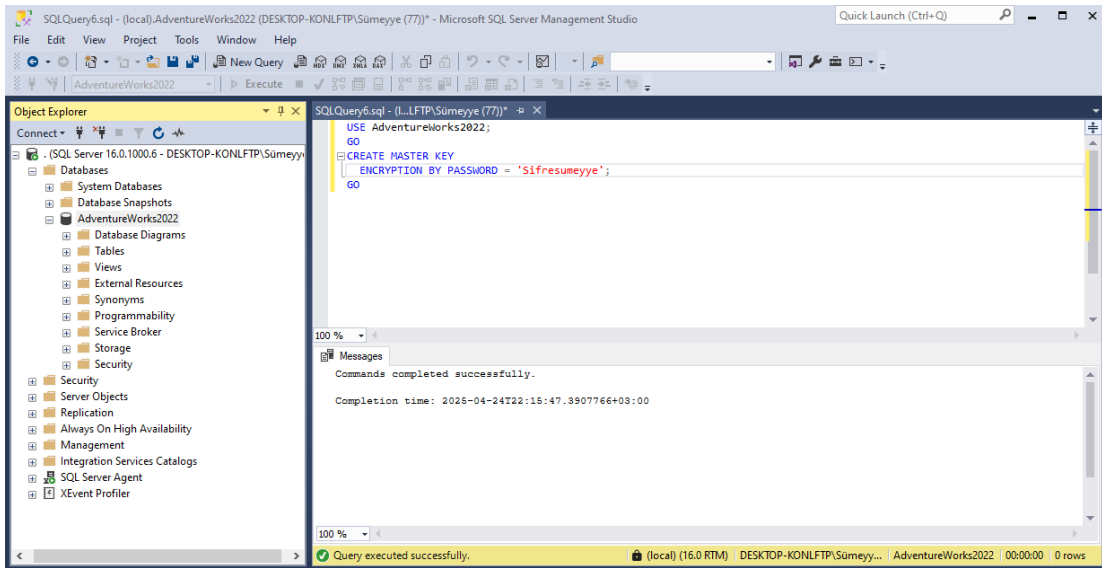 SQLQuery6.sql - (local).AdventureWorks2022 (DESKTOP-KONLFTP\Sümeyye (77))* - Microsoft SQL Server Management Studio
Quick Launch (Ctrl+Q)
File Edit View Project Tools Window Help
New Query
MDX DMX XMLA DAX
AdventureWorks2022
Execute
Object Explorer
Connect
. (SQL Server 16.0.1000.6 - DESKTOP-KONLFTP\Sümeyy
Databases
System Databases
Database Snapshots
AdventureWorks2022
Database Diagrams
Tables
Views
External Resources
Synonyms
Programmability
Service Broker
Storage
Security
Security
Server Objects
Replication
Always On High Availability
Management
Integration Services Catalogs
SQL Server Agent
XEvent Profiler
SQLQuery6.sql - (l...LFTP\Sümeyye (77))*
USE AdventureWorks2022;
GO
CREATE MASTER KEY
ENCRYPTION BY PASSWORD = 'Sifresumeyye';
GO
100 %
Messages
Commands completed successfully.
Completion time: 2025-04-24T22:15:47.3907766+03:00
100 %
Query executed successfully.
(local) (16.0 RTM)
DESKTOP-KONLFTP\Sümeyy...
AdventureWorks2022
00:00:00
0 rows